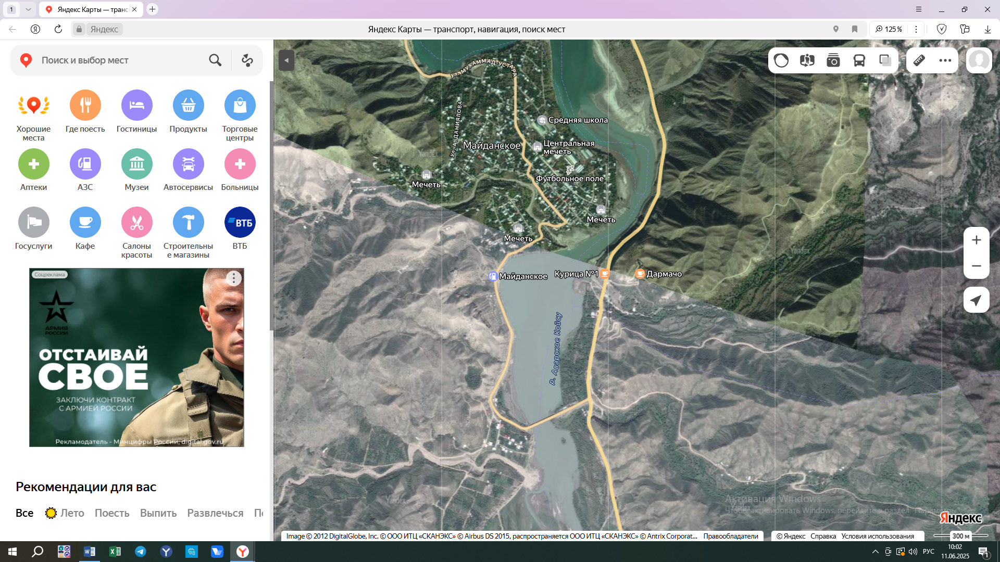 1
Яндекс Карты — транс
Яндекс
Яндекс Карты — транспорт, навигация, поиск мест
125 %
Поиск и выбор мест
Хорошие места
Где поесть
Гостиницы
Продукты
Торговые центры
Аптеки
АЗС
Музеи
Автосервисы
Больницы
ВТБ
Госуслуги
Кафе
Салоны красоты
Строительны
е магазины
ВТБ
Соцреклама
АРМИЯ
РОССИИ
ОТСТАИВАЙ
СВОЕ
ЗАКЛЮЧИ КОНТРАКТ
С АРМИЕЙ РОССИИ
Рекламодатель - Минцифры России, digital.gov.ru
Рекомендации для вас
Все
Лето
Поесть
Выпить
Развлечься
ул. МУХАММАД-УСТАРА
ул. А. ДАНИЯЛОВА
Средняя школа
Майданское
Центральная
мечеть
Yandex
Футбольное поле
Мечеть
Мечеть
Мечеть
Yandex
Майданское
Курица №1
Дармачо
р. Аварское Койсу
Yandex
Yandex
Активация Windows
Чтобы активировать Windows, перейдите в раздел "Параметры
Яндекс
Image © 2012 DigitalGlobe, Inc. © ООО ИТЦ «СКАНЭКС» © Airbus DS 2015, распространяется ООО ИТЦ «СКАНЭКС» © Antrix Corporat...
Правообладатели
© Яндекс
Справка
Условия использования
300 м
РУС
10:02
11.06.2025
1